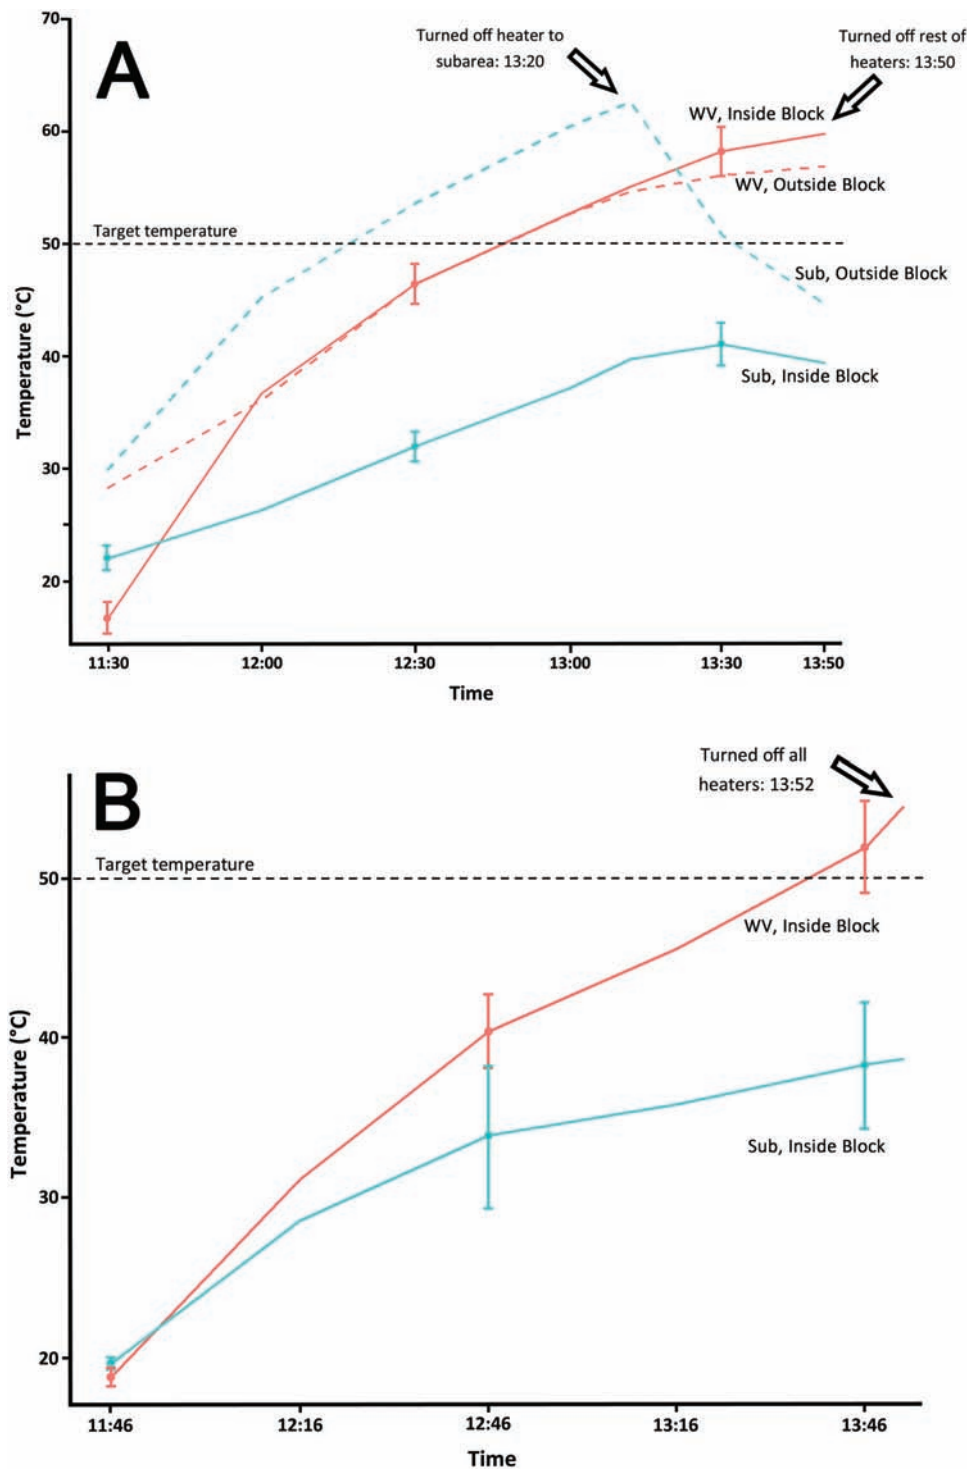 A
70
60
50
40
30
20
Temperature (°C)
Turned off heater to
subarea: 13:20
Turned off rest of
heaters: 13:50
WV, Inside Block
WV, Outside Block
Target temperature
Sub, Outside Block
Sub, Inside Block
11:30 12:00 12:30 13:00 13:30 13:50
Time
B
Turned off all
heaters: 13:52
Target temperature
50
40
30
20
Temperature (°C)
WV, Inside Block
Sub, Inside Block
11:46 12:16 12:46 13:16 13:46
Time